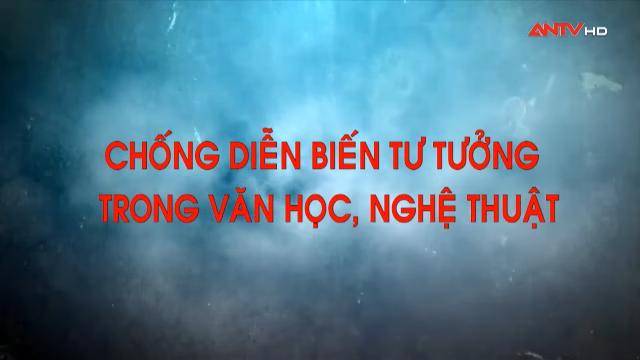 ANTV HD
CHỐNG DIỄN BIẾN TƯ TƯỞNG
TRONG VĂN HỌC, NGHỆ THUẬT